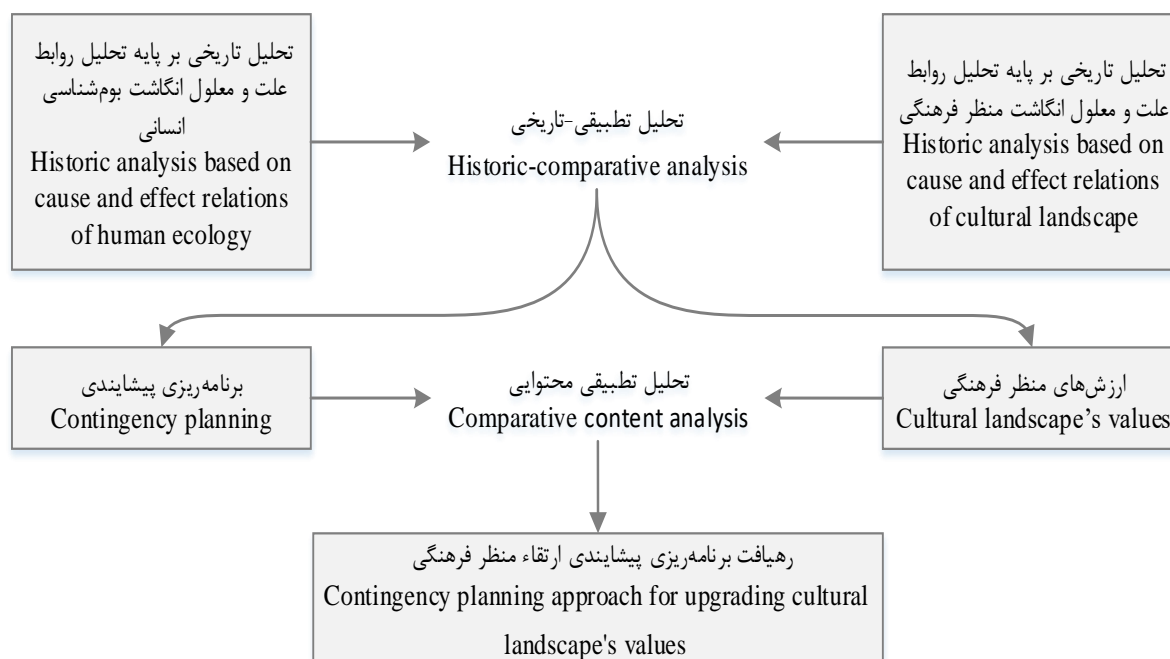 تحلیل تاریخی بر پایه تحلیل روابط
علت و معلول انگاشت بوم‌شناسی
انسانی
Historic analysis based on
cause and effect relations
of human ecology
تحلیل تطبیقی-تاریخی
Historic-comparative analysis
تحلیل تاریخی بر پایه تحلیل روابط
علت و معلول انگاشت منظر فرهنگی
Historic analysis based on
cause and effect relations
of cultural landscape
برنامه‌ریزی پیشایندی
Contingency planning
تحلیل تطبیقی محتوایی
Comparative content analysis
ارزش‌های منظر فرهنگی
Cultural landscape’s values
رهیافت برنامه‌ریزی پیشایندی ارتقاء منظر فرهنگی
Contingency planning approach for upgrading cultural
landscape's values